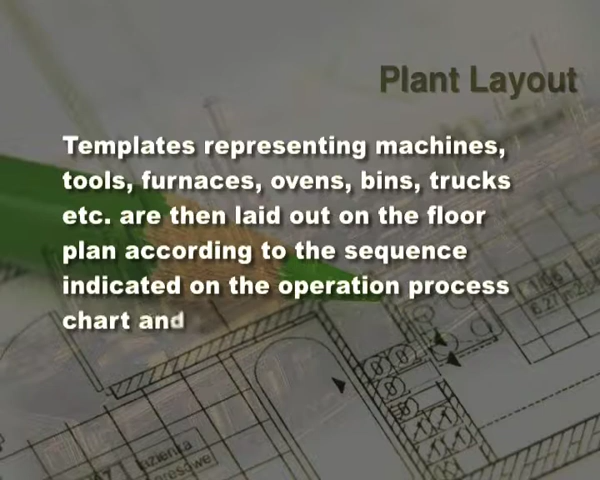 Plant Layout
Templates representing machines,
tools, furnaces, ovens, bins, trucks
etc. are then laid out on the floor
plan according to the sequence
indicated on the operation process
chart and